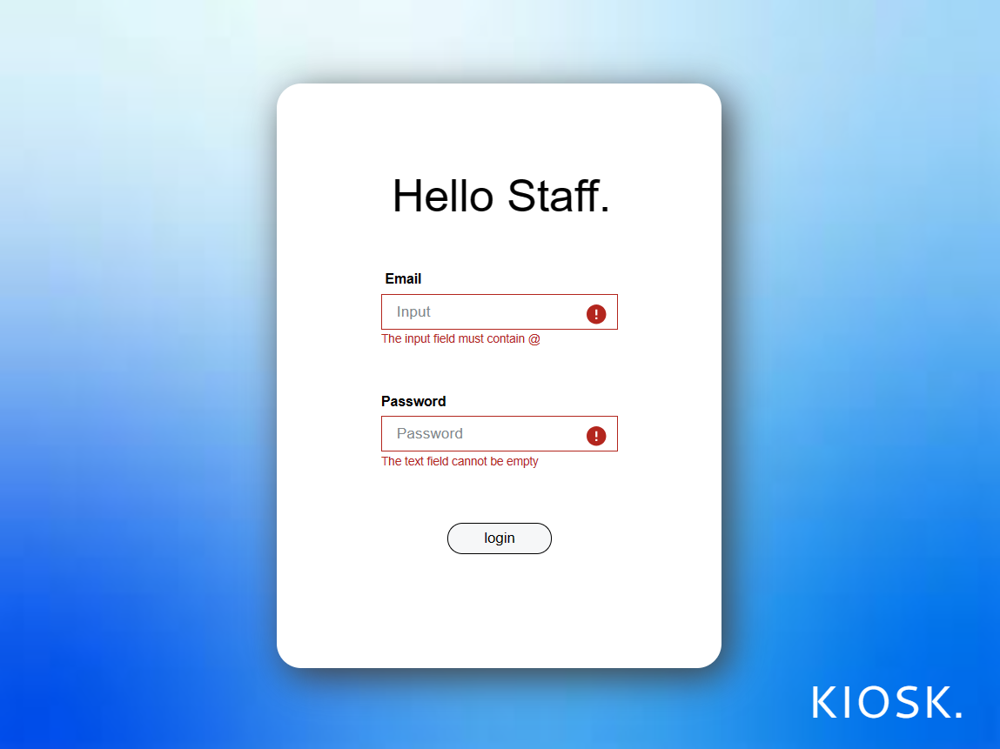 Hello Staff.
Email
Input
The input field must contain @
Password
Password
The text field cannot be empty
login
KIOSK.